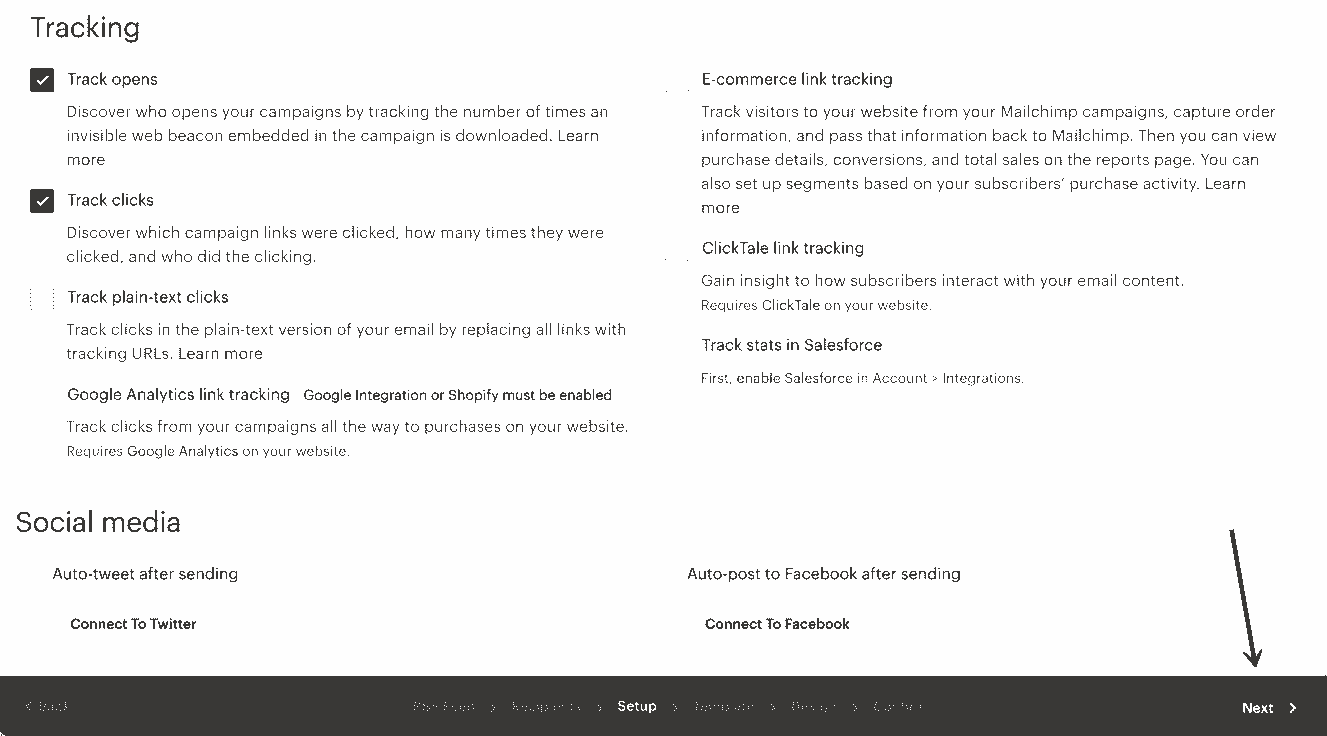 Tracking
Track opens
Discover who opens your campaigns by tracking the number of times an
invisible web beacon embedded in the campaign is downloaded. Learn
more
Track clicks
Discover which campaign links were clicked, how many times they were
clicked, and who did the clicking.
Track plain-text clicks
Track clicks in the plain-text version of your email by replacing all links with
tracking URLs. Learn more
Google Analytics link tracking Google Integration or Shopify must be enabled
Track clicks from your campaigns all the way to purchases on your website.
Requires Google Analytics on your website.
E-commerce link tracking
Track visitors to your website from your Mailchimp campaigns, capture order
information, and pass that information back to Mailchimp. Then you can view
purchase details, conversions, and total sales on the reports page. You can
also set up segments based on your subscribers' purchase activity. Learn
more
ClickTale link tracking
Gain insight to how subscribers interact with your email content.
Requires ClickTale on your website.
Track stats in Salesforce
First, enable Salesforce in Account > Integrations.
Social media
Auto-tweet after sending
Connect To Twitter
Auto-post to Facebook after sending
Connect To Facebook
< Back > > Setup > > > Next >